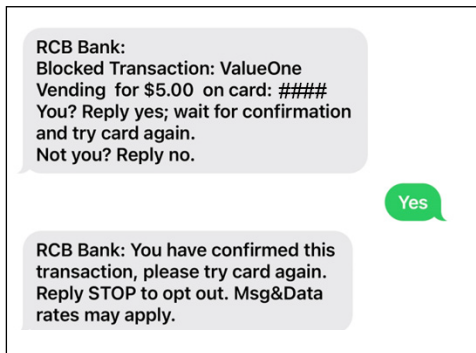 RCB Bank:
Blocked Transaction: ValueOne
Vending for $5.00 on card: ####
You? Reply yes; wait for confirmation
and try card again.
Not you? Reply no.
Yes
RCB Bank: You have confirmed this
transaction, please try card again.
Reply STOP to opt out. Msg&Data
rates may apply.